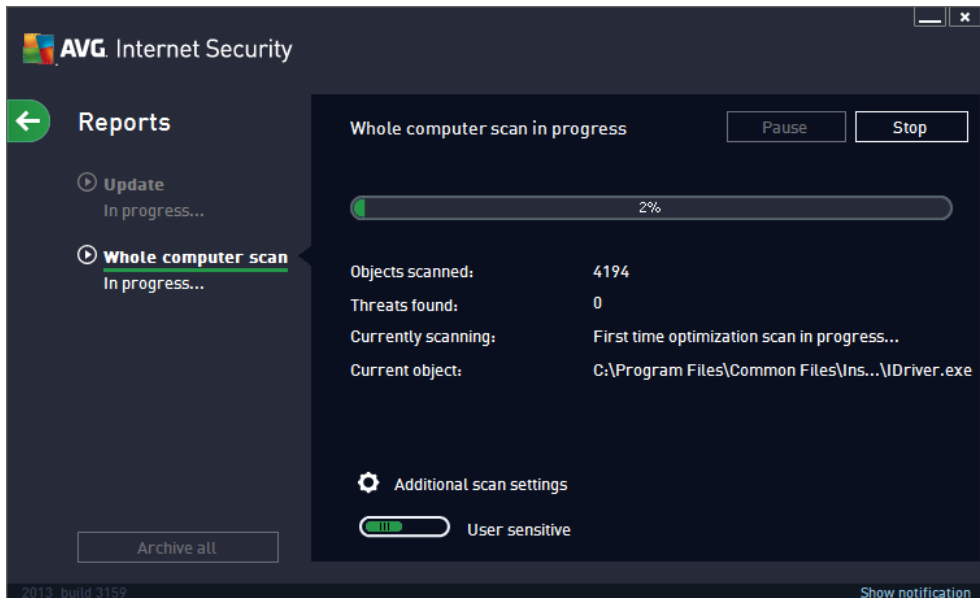 AVG. Internet Security
Reports
Update
In progress...
Whole computer scan
In progress...
Archive all
Whole computer scan in progress
Pause
Stop
2%
Objects scanned: 4194
Threats found: 0
Currently scanning: First time optimization scan in progress...
Current object: C:\Program Files\Common Files\Ins...\IDriver.exe
Additional scan settings
User sensitive
2013 build 3159
Show notification